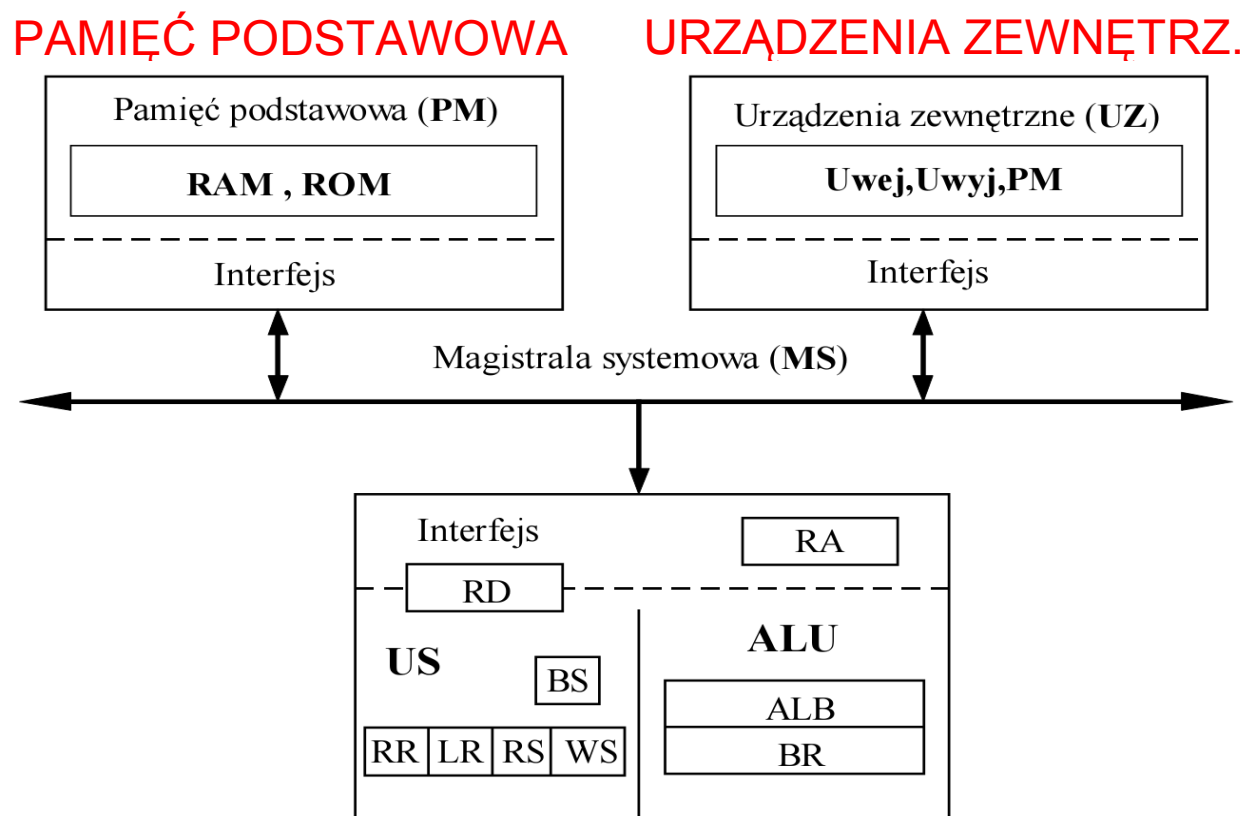 PAMIĘĆ PODSTAWOWA
URZĄDZENIA ZEWNĘTRZ.
Pamięć podstawowa (PM)
RAM , ROM
Interfejs
Urządzenia zewnętrzne (UZ)
Uwej,Uwyj,PM
Interfejs
Magistrala systemowa (MS)
Interfejs
RA
RD
US
BS
RR LR RS WS
ALU
ALB
BR